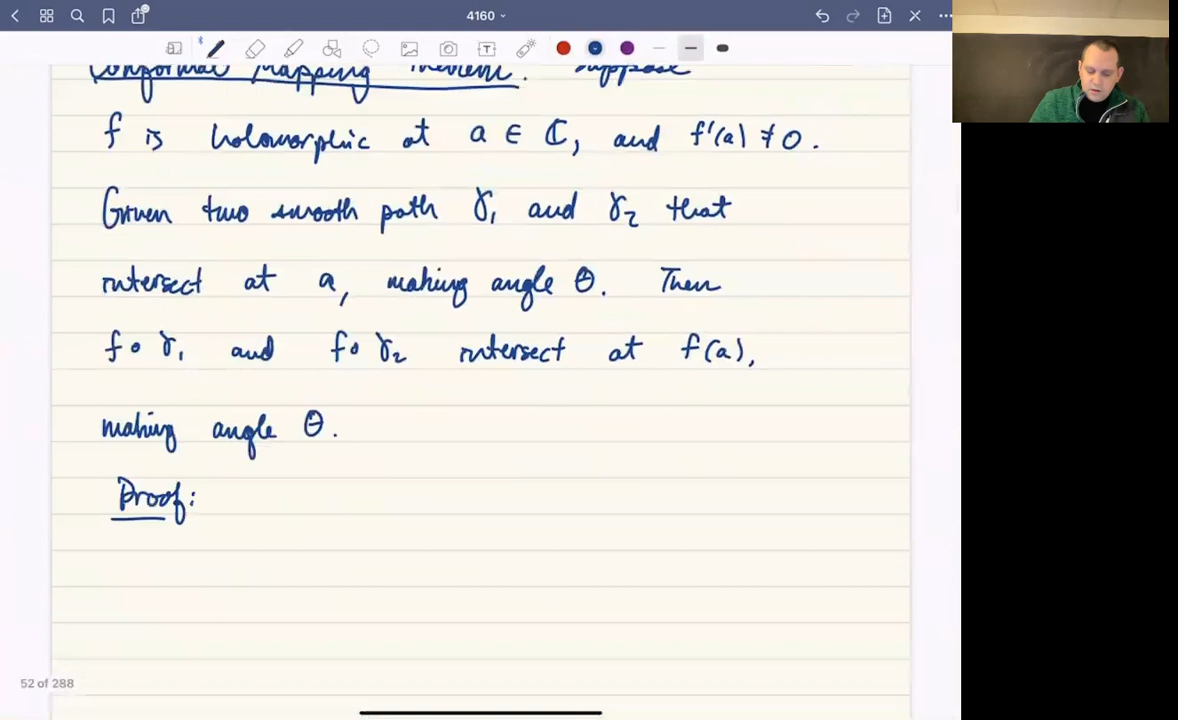 4160
Conformal Mapping Theorem. Suppose
f is holomorphic at a ∈ ℂ, and f'(a) ≠ 0.
Given two smooth path γ₁ and γ₂ that
intersect at a, making angle θ. Then
f∘γ₁ and f∘γ₂ intersect at f(a),
making angle θ.
Proof:
52 of 288